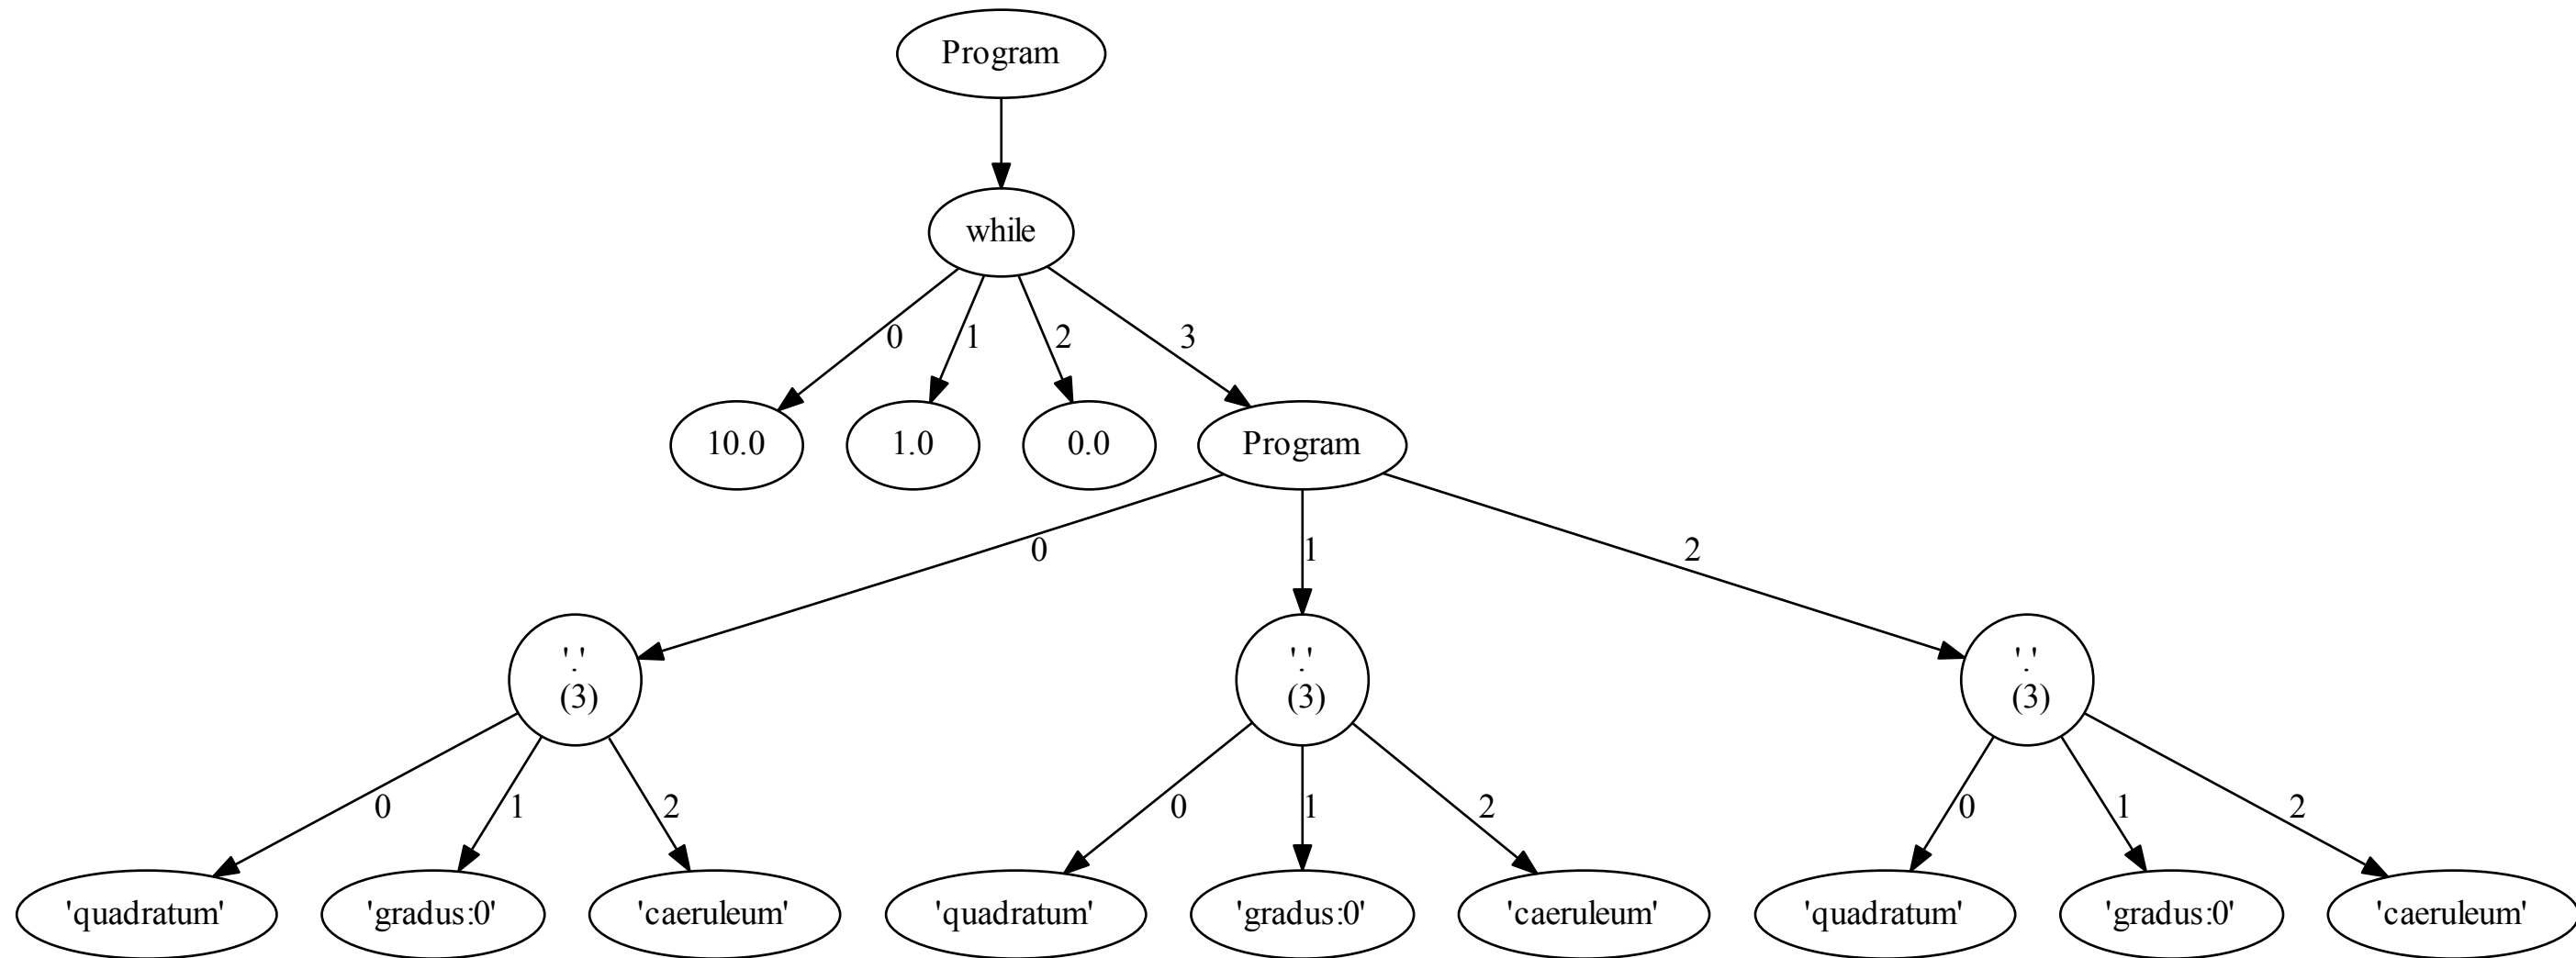 Program
while
0
1
2
3
10.0
1.0
0.0
Program
0
1
2
'.'
(3)
'.'
(3)
'.'
(3)
0
1
2
0
1
2
0
1
2
'quadratum'
'gradus:0'
'caeruleum'
'quadratum'
'gradus:0'
'caeruleum'
'quadratum'
'gradus:0'
'caeruleum'